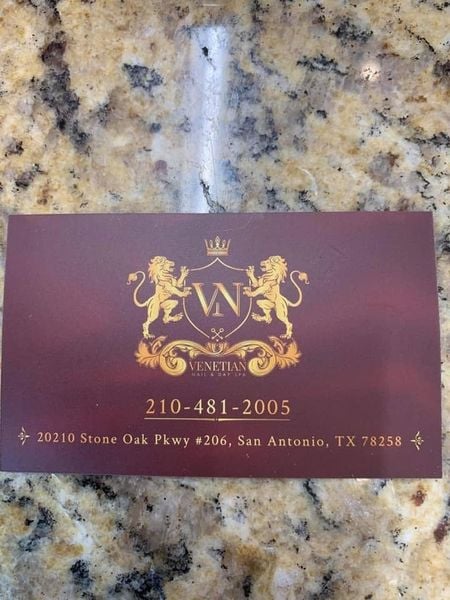 VN
VENETIAN
NAIL & DAY SPA
210-481-2005
20210 Stone Oak Pkwy #206, San Antonio, TX 78258